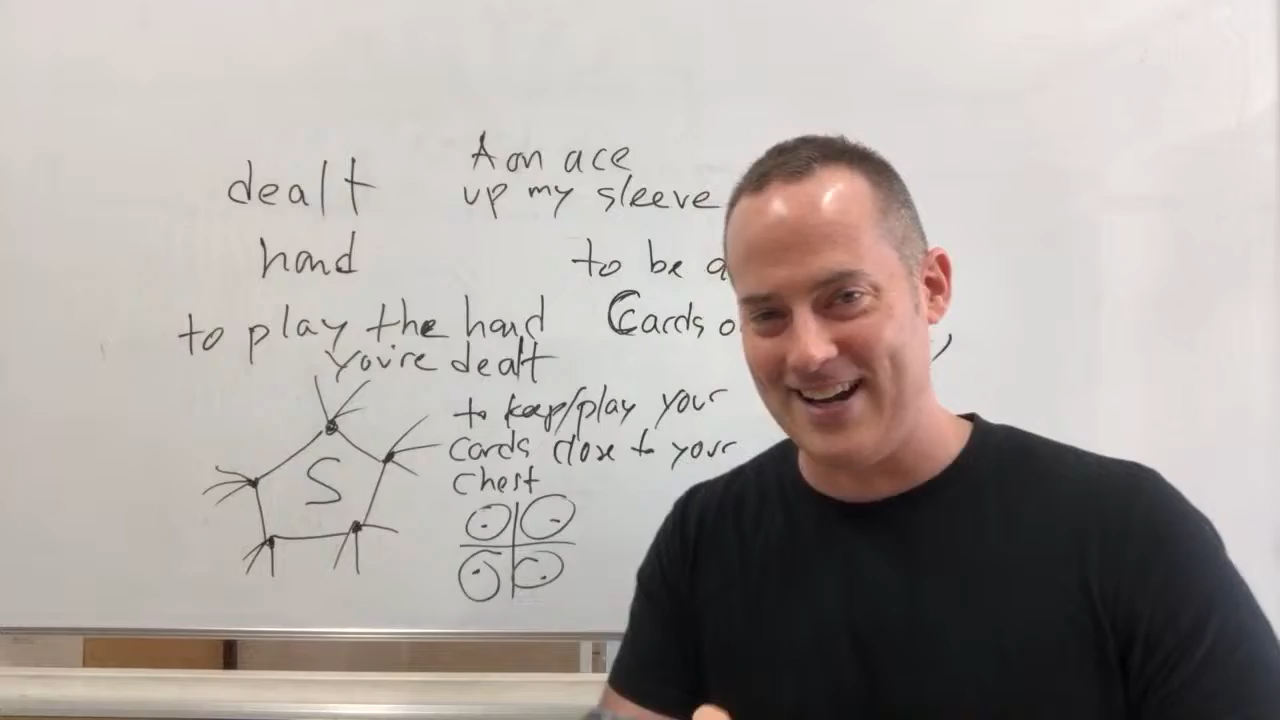 dealt
hand
to play the hand
you're dealt
A on ace
up my sleeve
to be a
Cards o
to keep/play your
cards close to your
chest
S